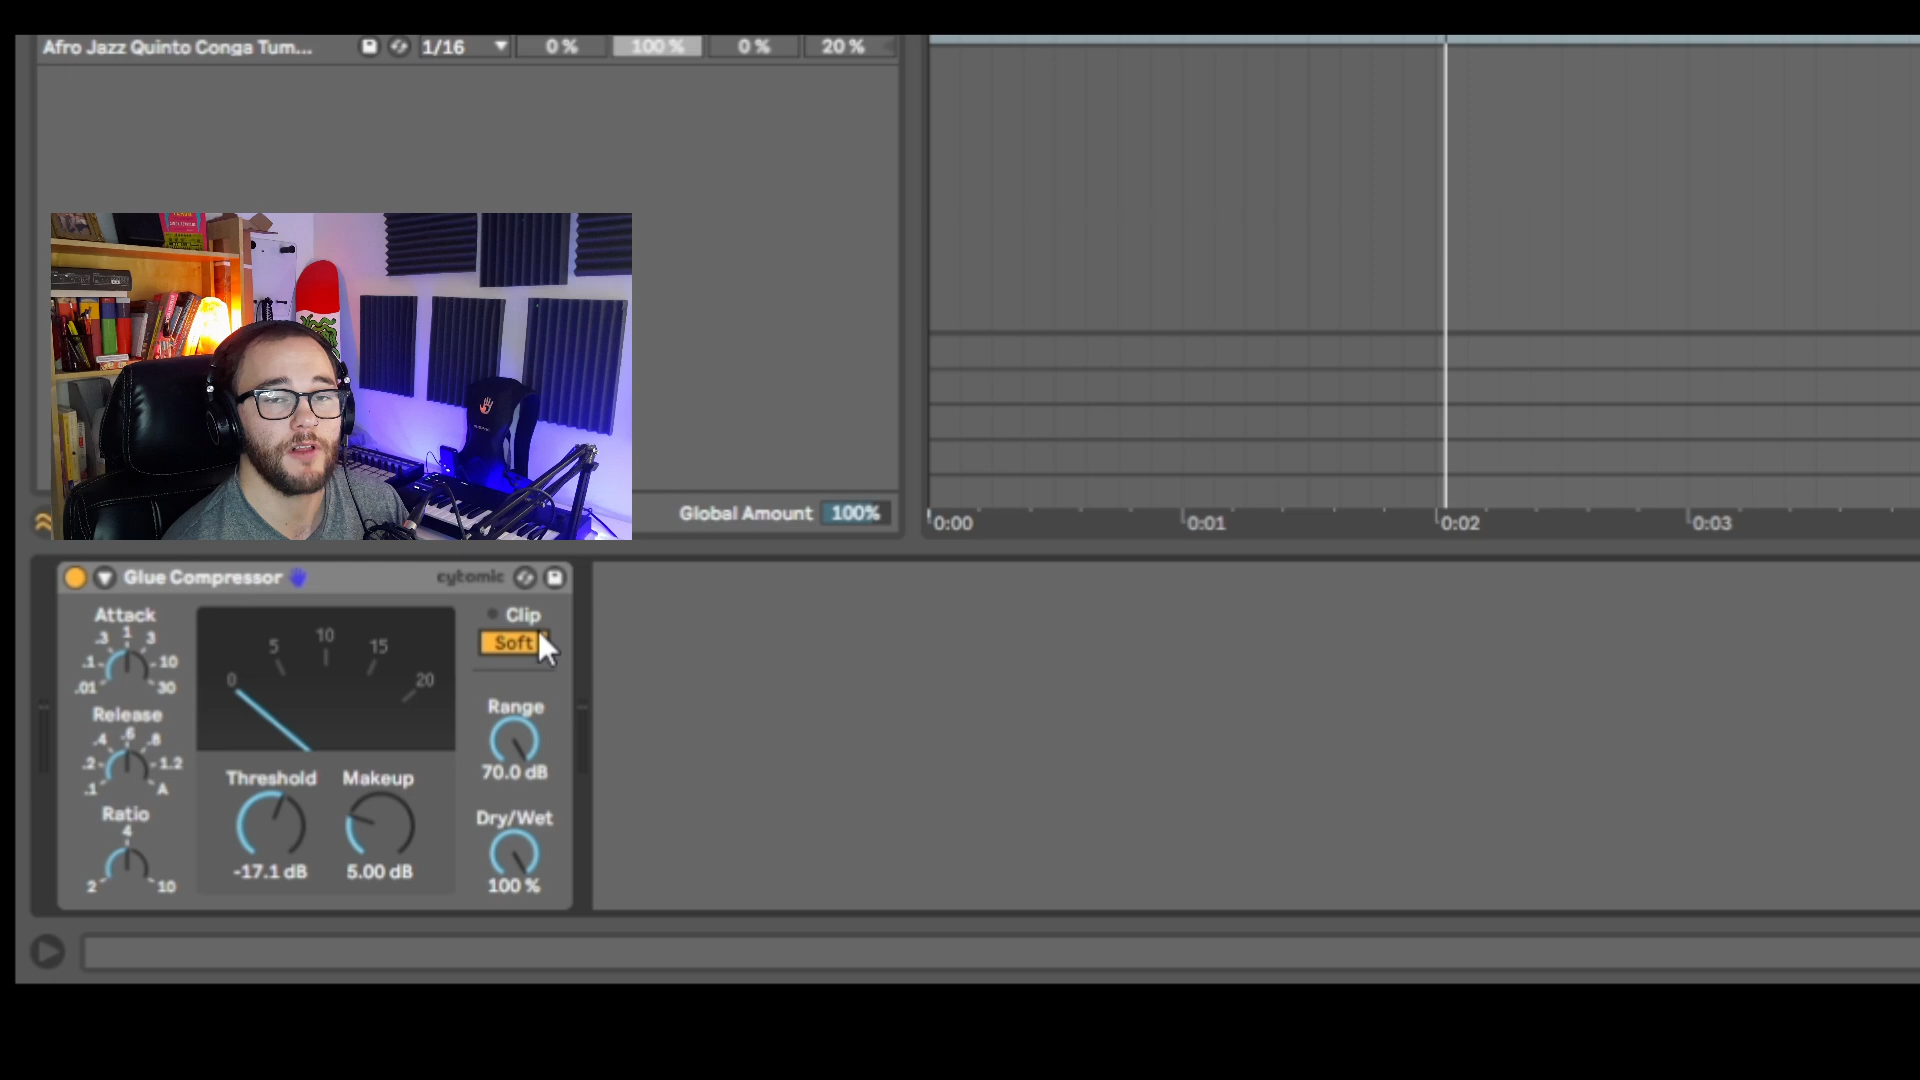 Afro Jazz Quinto Conga Tum... 1/16 0 % 100 % 0 % 20 %
Global Amount 100%
0:00 0:01 0:02 0:03
Glue Compressor cytomic
Attack
.01 .1 .3 1 3 10 30
Release
.1 .2 .4 .6 .8 1.2 A
Ratio
2 4 10
0 5 10 15 20
Threshold Makeup
-17.1 dB 5.00 dB
Clip
Soft
Range
70.0 dB
Dry/Wet
100 %